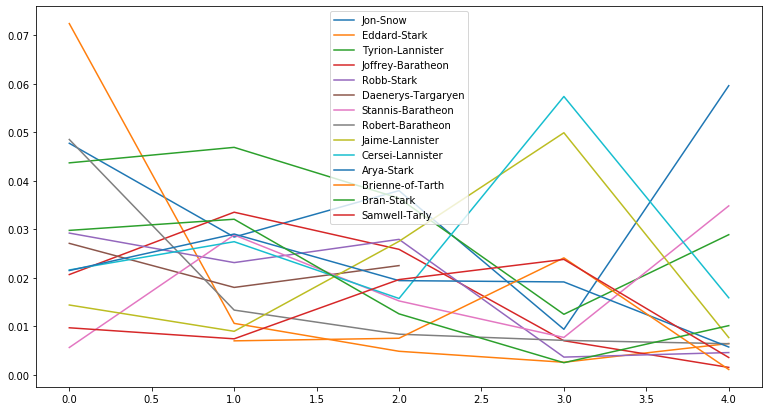 0.07
0.06
0.05
0.04
0.03
0.02
0.01
0.00
Jon-Snow
Eddard-Stark
Tyrion-Lannister
Joffrey-Baratheon
Robb-Stark
Daenerys-Targaryen
Stannis-Baratheon
Robert-Baratheon
Jaime-Lannister
Cersei-Lannister
Arya-Stark
Brienne-of-Tarth
Bran-Stark
Samwell-Tarly
0.0 0.5 1.0 1.5 2.0 2.5 3.0 3.5 4.0